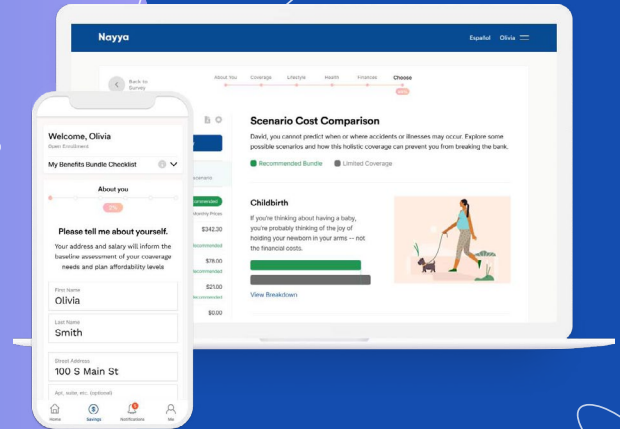 Nayya
Español Olivia
Back to
Survey
About You Coverage Lifestyle Health Finances Choose
Scenario Cost Comparison
David, you cannot predict when or where accidents or illnesses may occur. Explore some
possible scenarios and how this holistic coverage can prevent you from breaking the bank.
Recommended Bundle Limited Coverage
Monthly Prices
$342.30
$78.00
$21.00
$0.00
Childbirth
If you're thinking about having a baby,
you're probably thinking of the joy of
holding your newborn in your arms -- not
the financial costs.
View Breakdown
Welcome, Olivia
Open Enrollment
My Benefits Bundle Checklist
About you
Please tell me about yourself.
Your address and salary will inform the
baseline assessment of your coverage
needs and plan affordability levels
First Name
Olivia
Last Name
Smith
Street Address
100 S Main St
Apt, suite, etc. (optional)
Home Savings Notifications Me